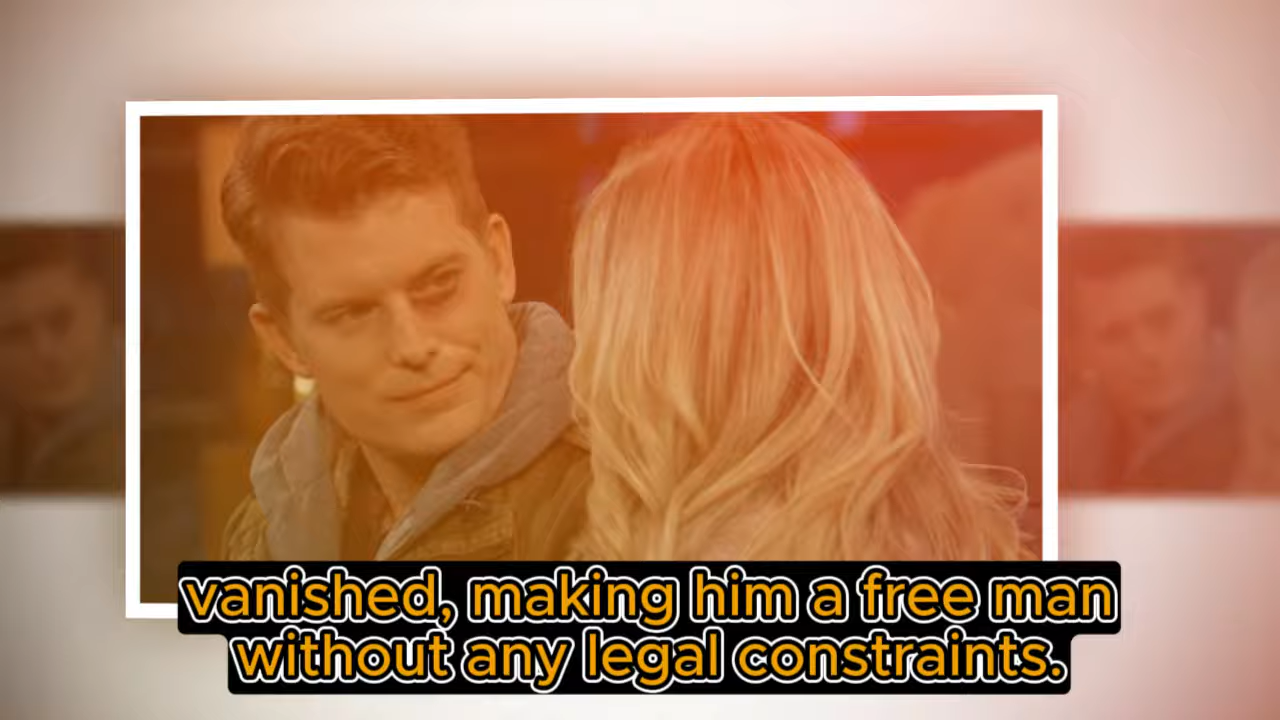 vanished, making him a free man
without any legal constraints.